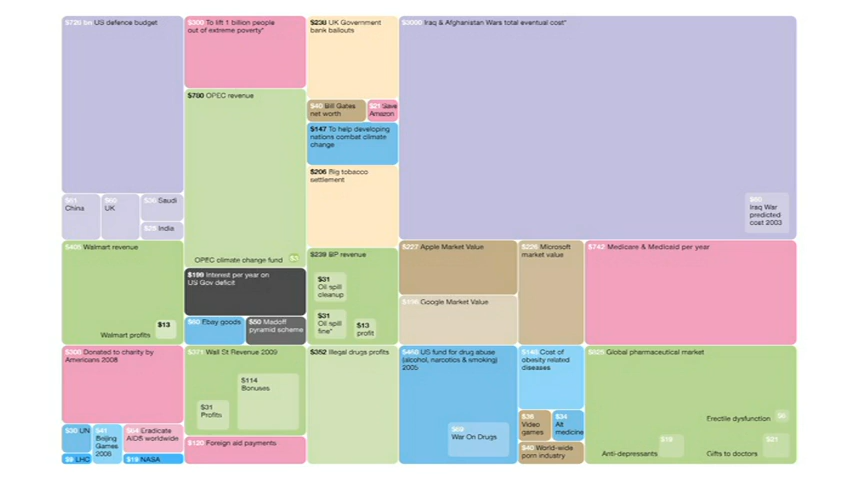 US defence budget
China
UK
Saudi
India
$300 To lift 1 billion people
out of extreme poverty*
$780 OPEC revenue
OPEC climate change fund $3
UK Government
bank bailouts
Bill Gates
net worth
$21 Save
Amazon
$147 To help developing
nations combat climate
change
$206 Big tobacco
settlement
$3000 Iraq & Afghanistan Wars total eventual cost*
$60
Iraq War
predicted
cost 2003
Walmart revenue
Walmart profits
$13
$199 Interest per year on
US Gov deficit
Ebay goods
$50 Madoff
pyramid scheme
$239 BP revenue
$31
Oil spill
cleanup
$31
Oil spill
fine*
$13
profit
$227 Apple Market Value
Google Market Value
Microsoft
market value
Medicare & Medicaid per year
Donated to charity by
Americans 2008
UN
$41
Beijing
Games
2008
Eradicate
AIDS worldwide
LHC
$19 NASA
Wall St Revenue 2009
$114
Bonuses
$31
Profits
$120 Foreign aid payments
$352 Illegal drugs profits
US fund for drug abuse
(alcohol, narcotics & smoking)
2005
War On Drugs
Cost of
obesity related
diseases
Video
games
$34
Alt
medicine
$40 World-wide
porn industry
Global pharmaceutical market
Erectile dysfunction
$19
Anti-depressants
$21
Gifts to doctors